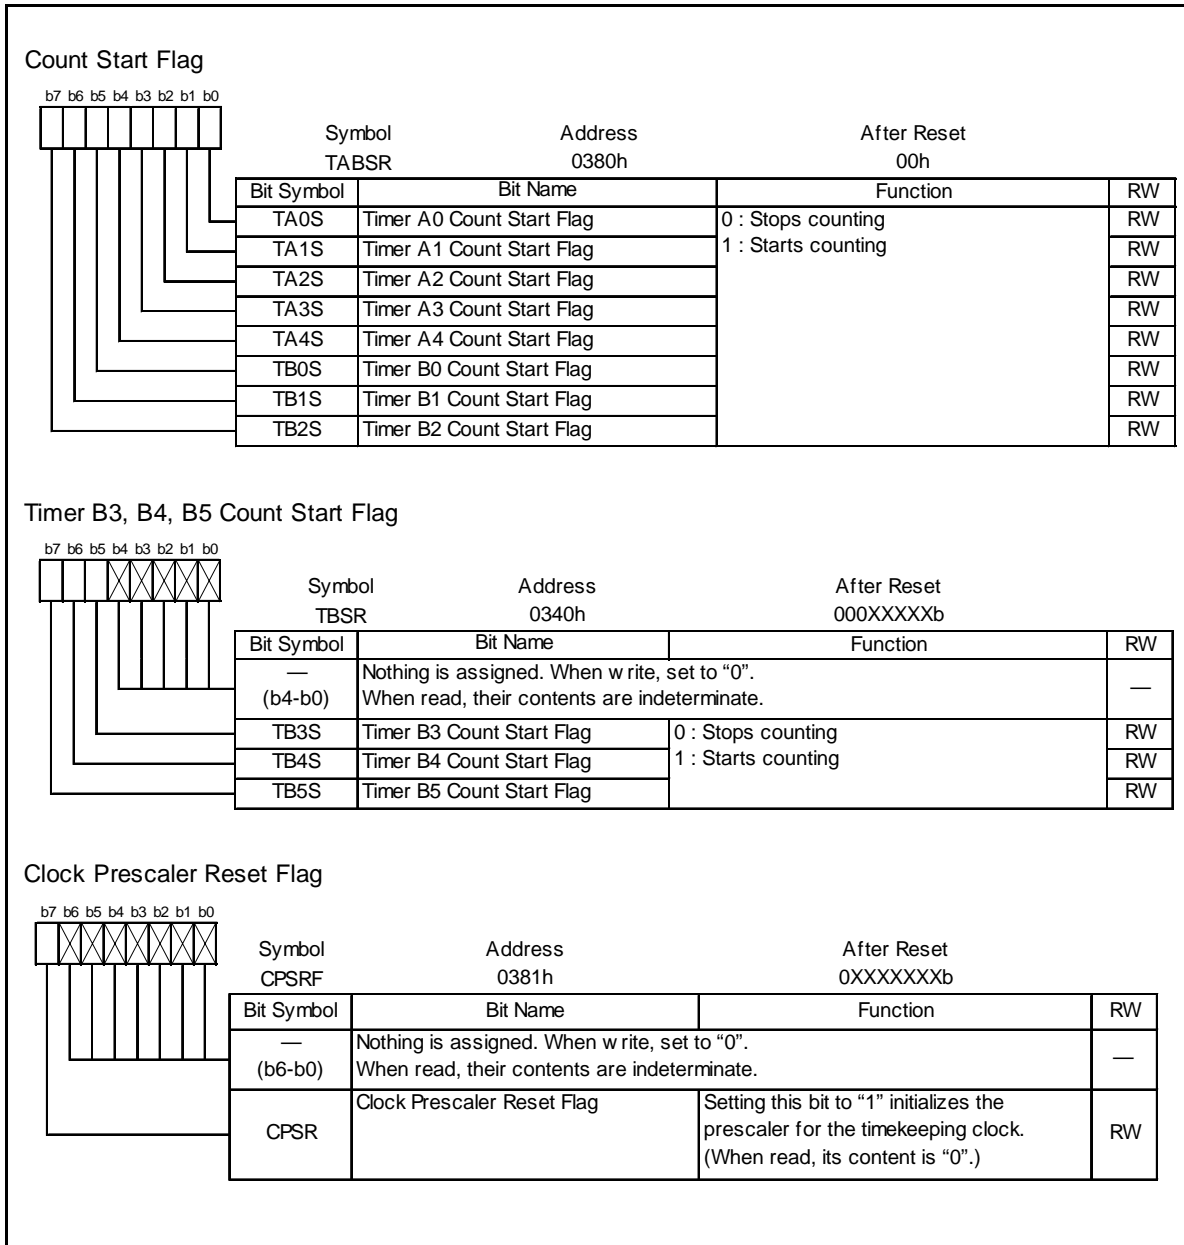 Count Start Flag
b7 b6 b5 b4 b3 b2 b1 b0
Symbol Address After Reset
TABSR 0380h 00h
Bit Symbol Bit Name Function RW
TA0S Timer A0 Count Start Flag 0 : Stops counting RW
TA1S Timer A1 Count Start Flag 1 : Starts counting RW
TA2S Timer A2 Count Start Flag RW
TA3S Timer A3 Count Start Flag RW
TA4S Timer A4 Count Start Flag RW
TB0S Timer B0 Count Start Flag RW
TB1S Timer B1 Count Start Flag RW
TB2S Timer B2 Count Start Flag RW
Timer B3, B4, B5 Count Start Flag
b7 b6 b5 b4 b3 b2 b1 b0
Symbol Address After Reset
TBSR 0340h 000XXXXXb
Bit Symbol Bit Name Function RW
— Nothing is assigned. When write, set to “0”.
(b4-b0) When read, their contents are indeterminate. —
TB3S Timer B3 Count Start Flag 0 : Stops counting RW
TB4S Timer B4 Count Start Flag 1 : Starts counting RW
TB5S Timer B5 Count Start Flag RW
Clock Prescaler Reset Flag
b7 b6 b5 b4 b3 b2 b1 b0
Symbol Address After Reset
CPSRF 0381h 0XXXXXXXb
Bit Symbol Bit Name Function RW
— Nothing is assigned. When write, set to “0”.
(b6-b0) When read, their contents are indeterminate. —
Clock Prescaler Reset Flag Setting this bit to “1” initializes the
CPSR prescaler for the timekeeping clock. RW
(When read, its content is “0”.)